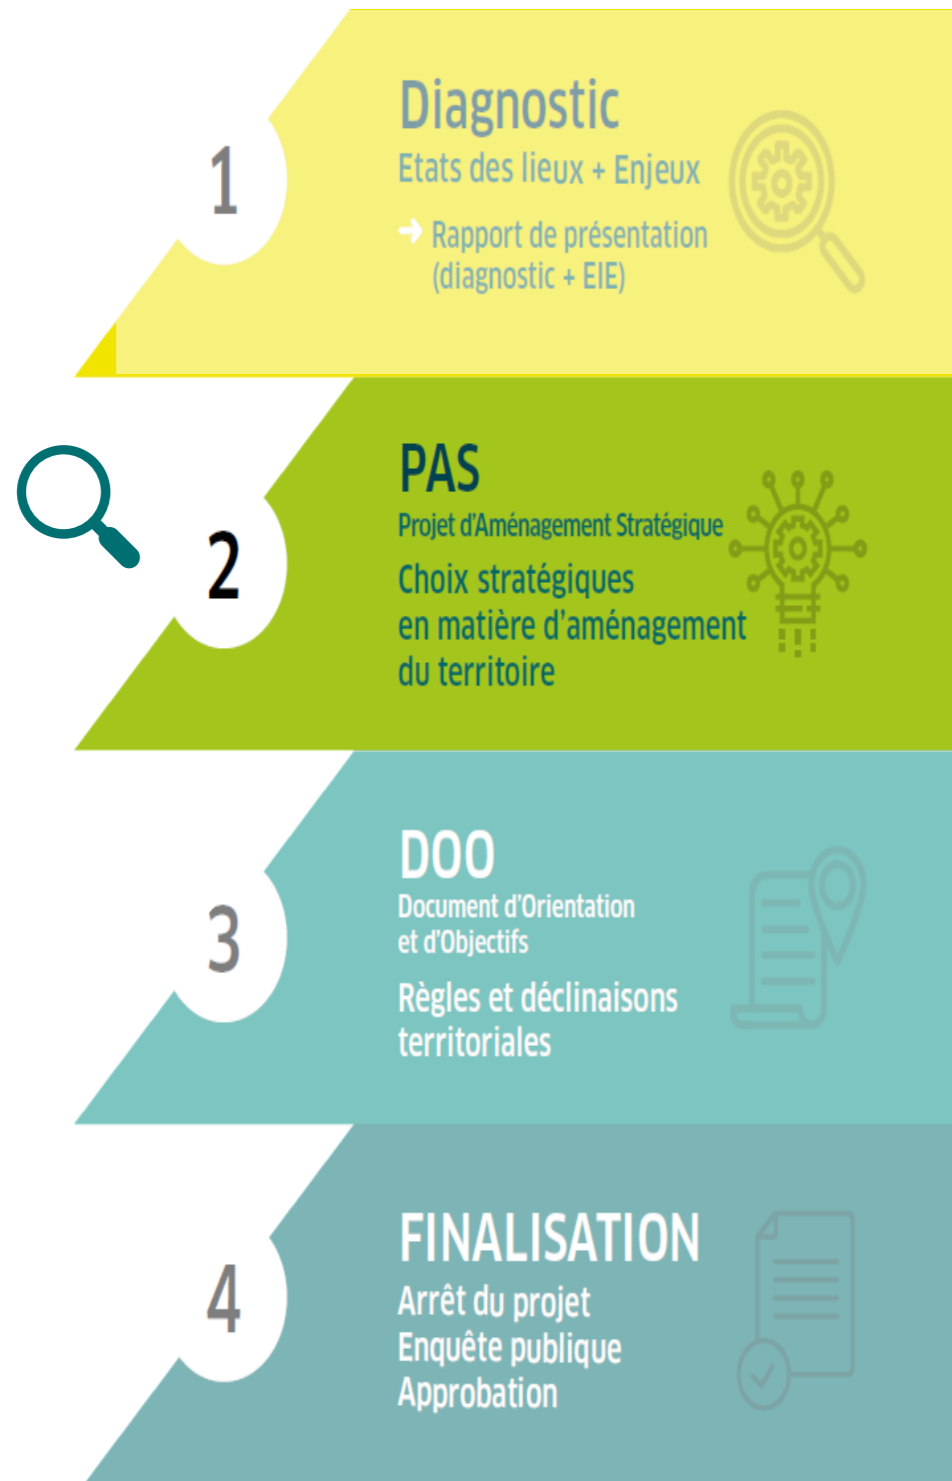 1
Diagnostic
Etats des lieux + Enjeux
➜ Rapport de présentation
(diagnostic + EIE)
2
PAS
Projet d'Aménagement Stratégique
Choix stratégiques
en matière d'aménagement
du territoire
3
DOO
Document d'Orientation
et d'Objectifs
Règles et déclinaisons
territoriales
4
FINALISATION
Arrêt du projet
Enquête publique
Approbation